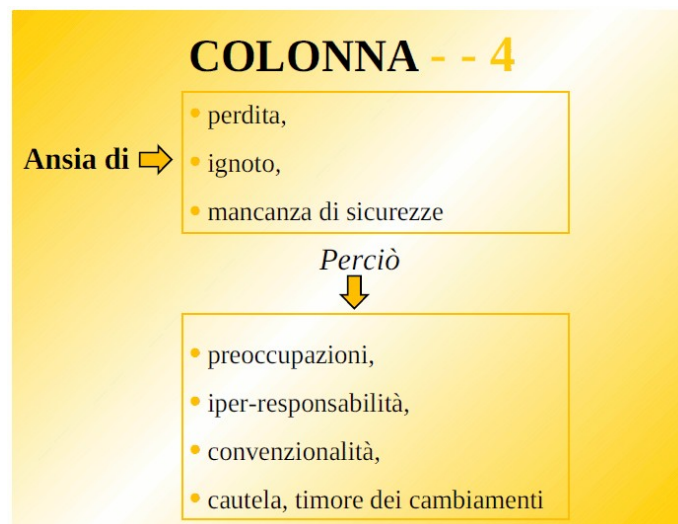 COLONNA - - 4
• perdita,
Ansia di
• ignoto,
• mancanza di sicurezze
Perciò
• preoccupazioni,
• iper-responsabilità,
• convenzionalità,
• cautela, timore dei cambiamenti